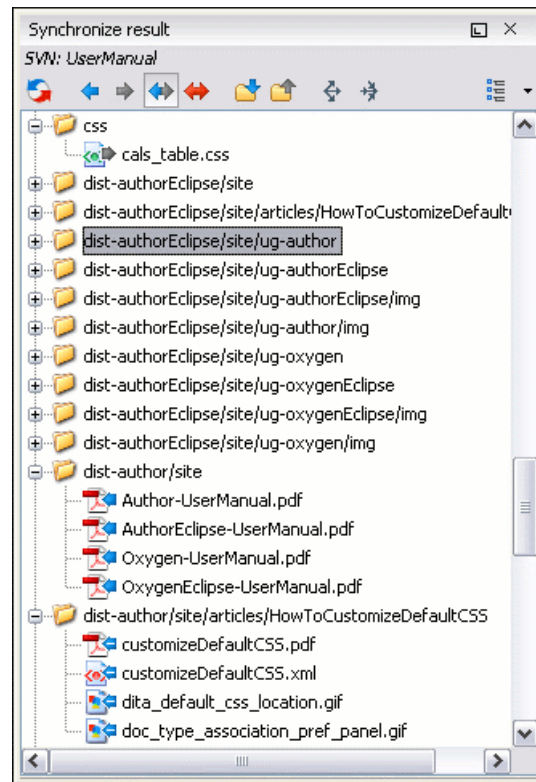 Synchronize result
SVN: UserManual
css
cals_table.css
dist-authorEclipse/site
dist-authorEclipse/site/articles/HowToCustomizeDefault
dist-authorEclipse/site/ug-author
dist-authorEclipse/site/ug-authorEclipse
dist-authorEclipse/site/ug-authorEclipse/img
dist-authorEclipse/site/ug-author/img
dist-authorEclipse/site/ug-oxygen
dist-authorEclipse/site/ug-oxygenEclipse
dist-authorEclipse/site/ug-oxygenEclipse/img
dist-authorEclipse/site/ug-oxygen/img
dist-author/site
Author-UserManual.pdf
AuthorEclipse-UserManual.pdf
Oxygen-UserManual.pdf
OxygenEclipse-UserManual.pdf
dist-author/site/articles/HowToCustomizeDefaultCSS
customizeDefaultCSS.pdf
customizeDefaultCSS.xml
dita_default_css_location.gif
doc_type_association_pref_panel.gif